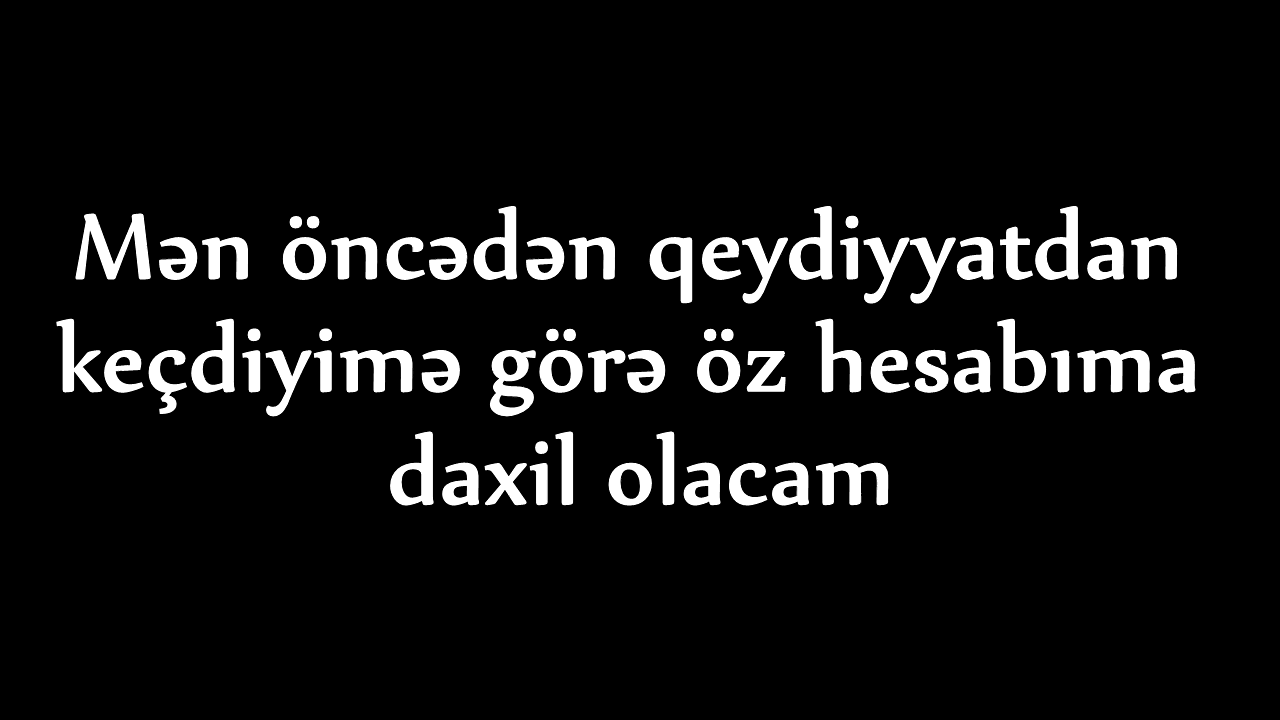 Mən öncədən qeydiyyatdan
keçdiyimə görə öz hesabıma
daxil olacam